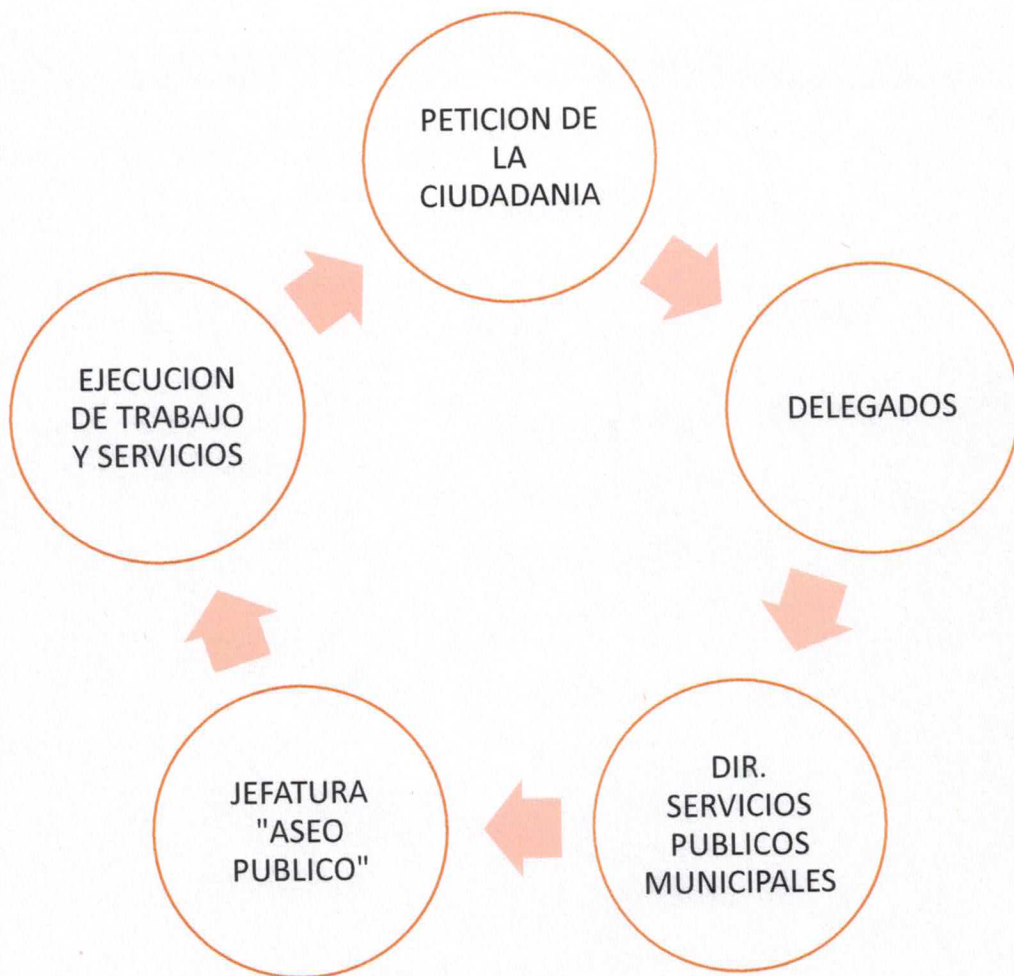 PETICION DE
LA
CIUDADANIA
DELEGADOS
DIR.
SERVICIOS
PUBLICOS
MUNICIPALES
JEFATURA
"ASEO
PUBLICO"
EJECUCION
DE TRABAJO
Y SERVICIOS